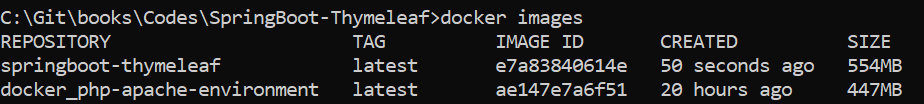 C:\Git\books\Codes\SpringBoot-Thymeleaf>docker images
REPOSITORY TAG IMAGE ID CREATED SIZE
springboot-thymeleaf latest e7a83840614e 50 seconds ago 554MB
docker_php-apache-environment latest ae147e7a6f51 20 hours ago 447MB